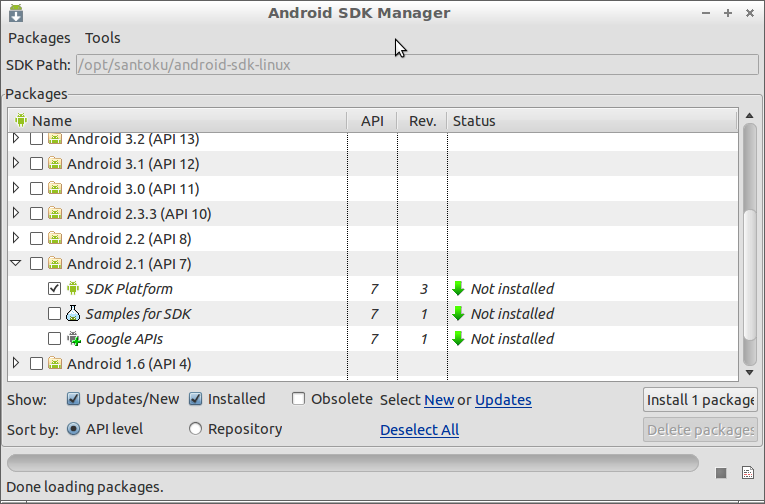 Android SDK Manager
Packages Tools
SDK Path: /opt/santoku/android-sdk-linux
Packages
Name API Rev. Status
Android 3.2 (API 13)
Android 3.1 (API 12)
Android 3.0 (API 11)
Android 2.3.3 (API 10)
Android 2.2 (API 8)
Android 2.1 (API 7)
SDK Platform 7 3 Not installed
Samples for SDK 7 1 Not installed
Google APIs 7 1 Not installed
Android 1.6 (API 4)
Show: Updates/New Installed Obsolete Select New or Updates Install 1 package
Sort by: API level Repository Deselect All Delete packages
Done loading packages.